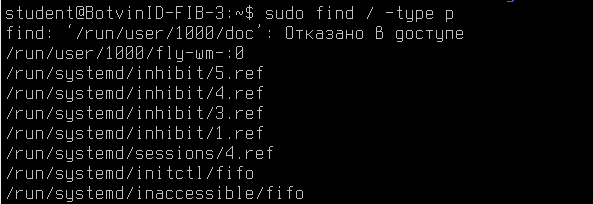 student@BotvinID-FIB-3:~$ sudo find / -type p
find: ‘/run/user/1000/doc’: Отказано в доступе
/run/user/1000/fly-wm-:0
/run/systemd/inhibit/5.ref
/run/systemd/inhibit/4.ref
/run/systemd/inhibit/3.ref
/run/systemd/inhibit/1.ref
/run/systemd/sessions/4.ref
/run/systemd/initctl/fifo
/run/systemd/inaccessible/fifo